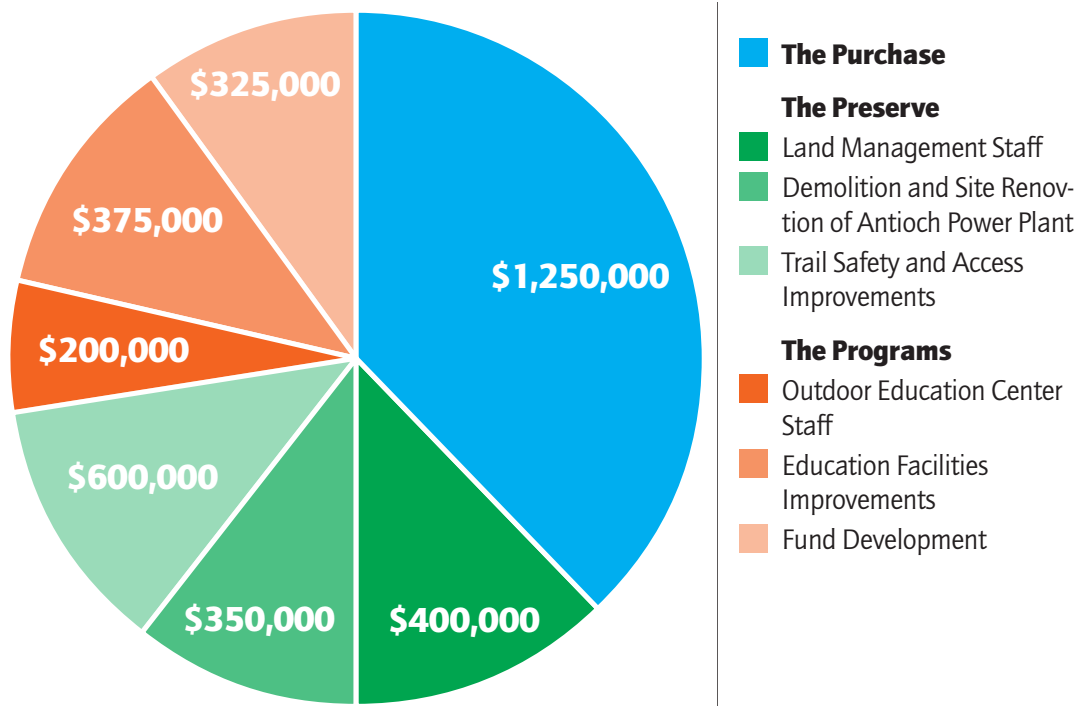 $325,000
$375,000
$1,250,000
$200,000
$600,000
$350,000
$400,000
The Purchase
The Preserve
Land Management Staff
Demolition and Site Renov-
tion of Antioch Power Plant
Trail Safety and Access
Improvements
The Programs
Outdoor Education Center
Staff
Education Facilities
Improvements
Fund Development